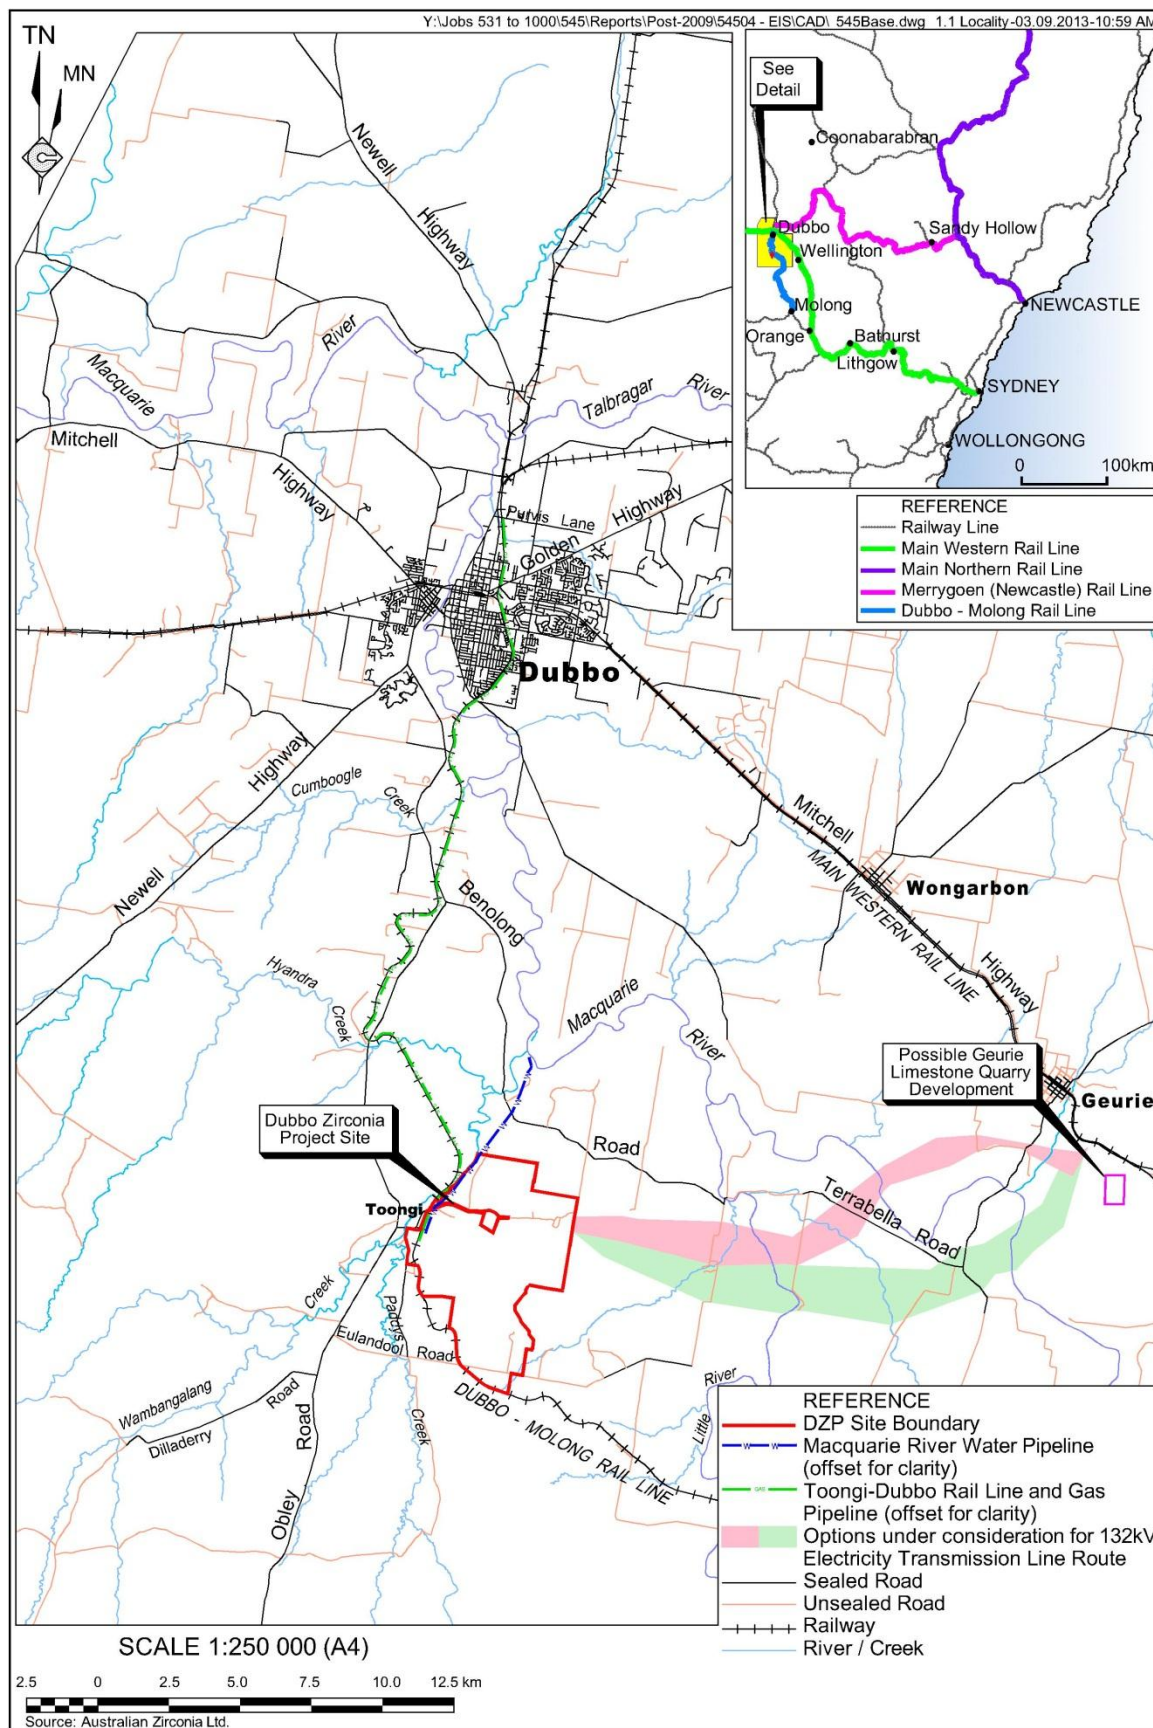 Y:\Jobs 531 to 1000\545\Reports\Post-2009\54504 - EIS\CAD\ 545Base.dwg 1.1 Locality-03.09.2013-10:59 AM
TN
MN
See
Detail
Coonabarabran
Dubbo
Sandy Hollow
Wellington
Molong
NEWCASTLE
Orange
Bathurst
Lithgow
SYDNEY
WOLLONGONG
0 100km
REFERENCE
Railway Line
Main Western Rail Line
Main Northern Rail Line
Merrygoen (Newcastle) Rail Line
Dubbo - Molong Rail Line
Newell
Highway
Macquarie
River
Talbragar
River
Mitchell
Highway
Purvis Lane
Golden
Highway
Dubbo
Newell
Highway
Cumboogle
Creek
Mitchell
Highway
MAIN WESTERN RAIL LINE
Wongarbon
Benolong
Road
Hyandra
Creek
Macquarie
River
Possible Geurie
Limestone Quarry
Development
Geurie
Dubbo Zirconia
Project Site
Toongi
Terrabella Road
Creek
Paddys
Eulandool Road
Wambangalang
Dilladerry
Road
Obley
Road
Creek
DUBBO - MOLONG RAIL LINE
Little
River
REFERENCE
DZP Site Boundary
Macquarie River Water Pipeline
(offset for clarity)
Toongi-Dubbo Rail Line and Gas
Pipeline (offset for clarity)
Options under consideration for 132kV
Electricity Transmission Line Route
Sealed Road
Unsealed Road
Railway
River / Creek
SCALE 1:250 000 (A4)
2.5 0 2.5 5.0 7.5 10.0 12.5 km
Source: Australian Zirconia Ltd.